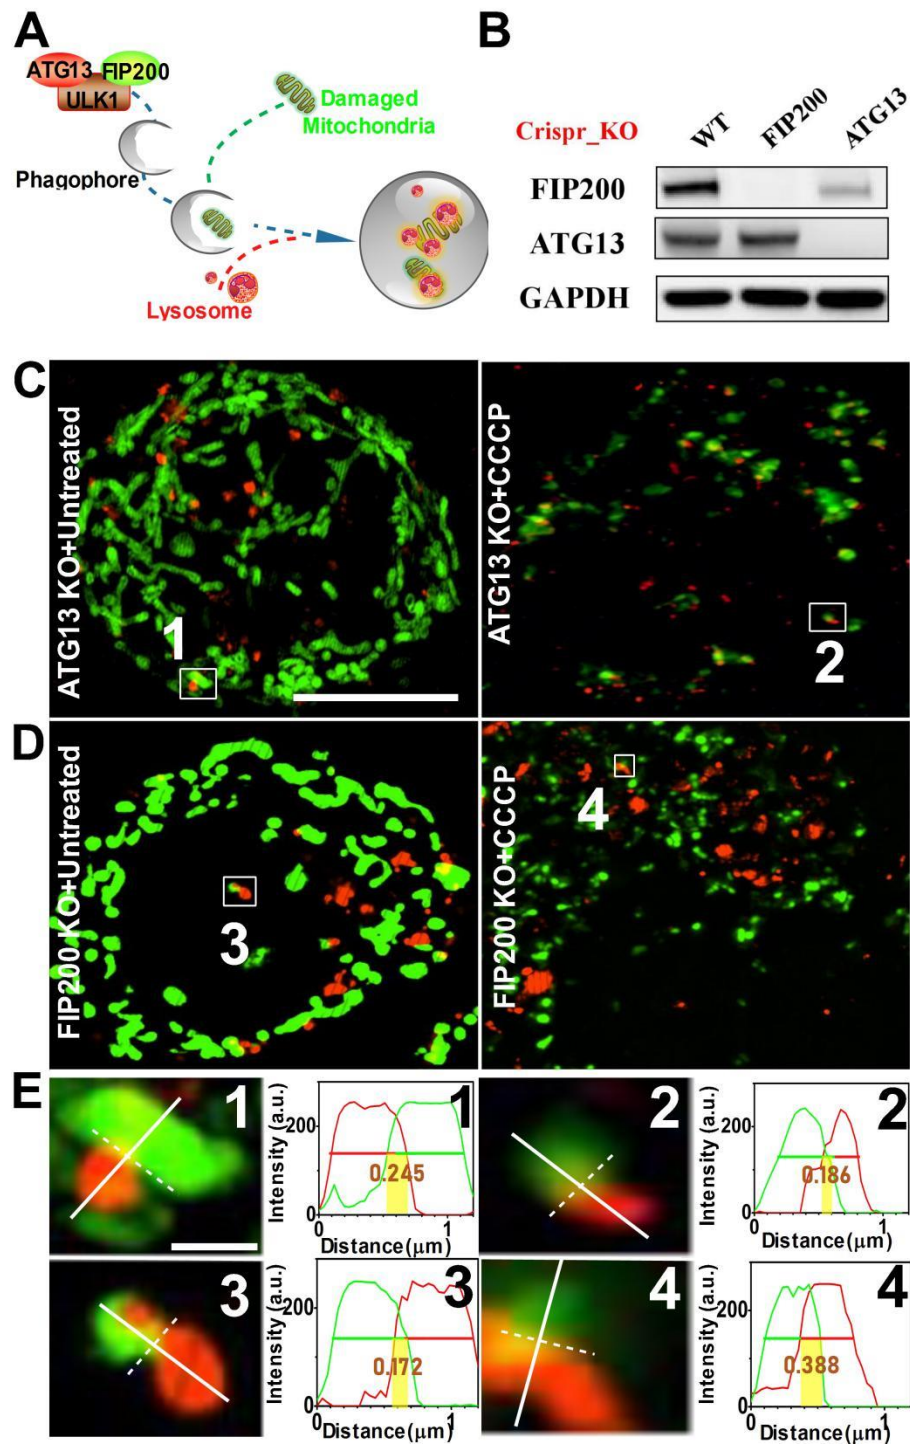 A
ATG13
FIP200
ULK1
Damaged
Mitochondria
Phagophore
Lysosome
B
Crispr_KO
WT
FIP200
ATG13
FIP200
ATG13
GAPDH
C
ATG13 KO+Untreated
1
ATG13 KO+CCCP
2
D
FIP200 KO+Untreated
3
FIP200 KO+CCCP
4
E
1
Intensity (a.u.)
200
0
0.245
1
0
1
Distance(μm)
2
Intensity (a.u.)
200
0
0.186
2
0
1
Distance(μm)
3
Intensity (a.u.)
200
0
0.172
3
0
1
Distance(μm)
4
Intensity (a.u.)
200
0
0.388
4
0
1
Distance(μm)